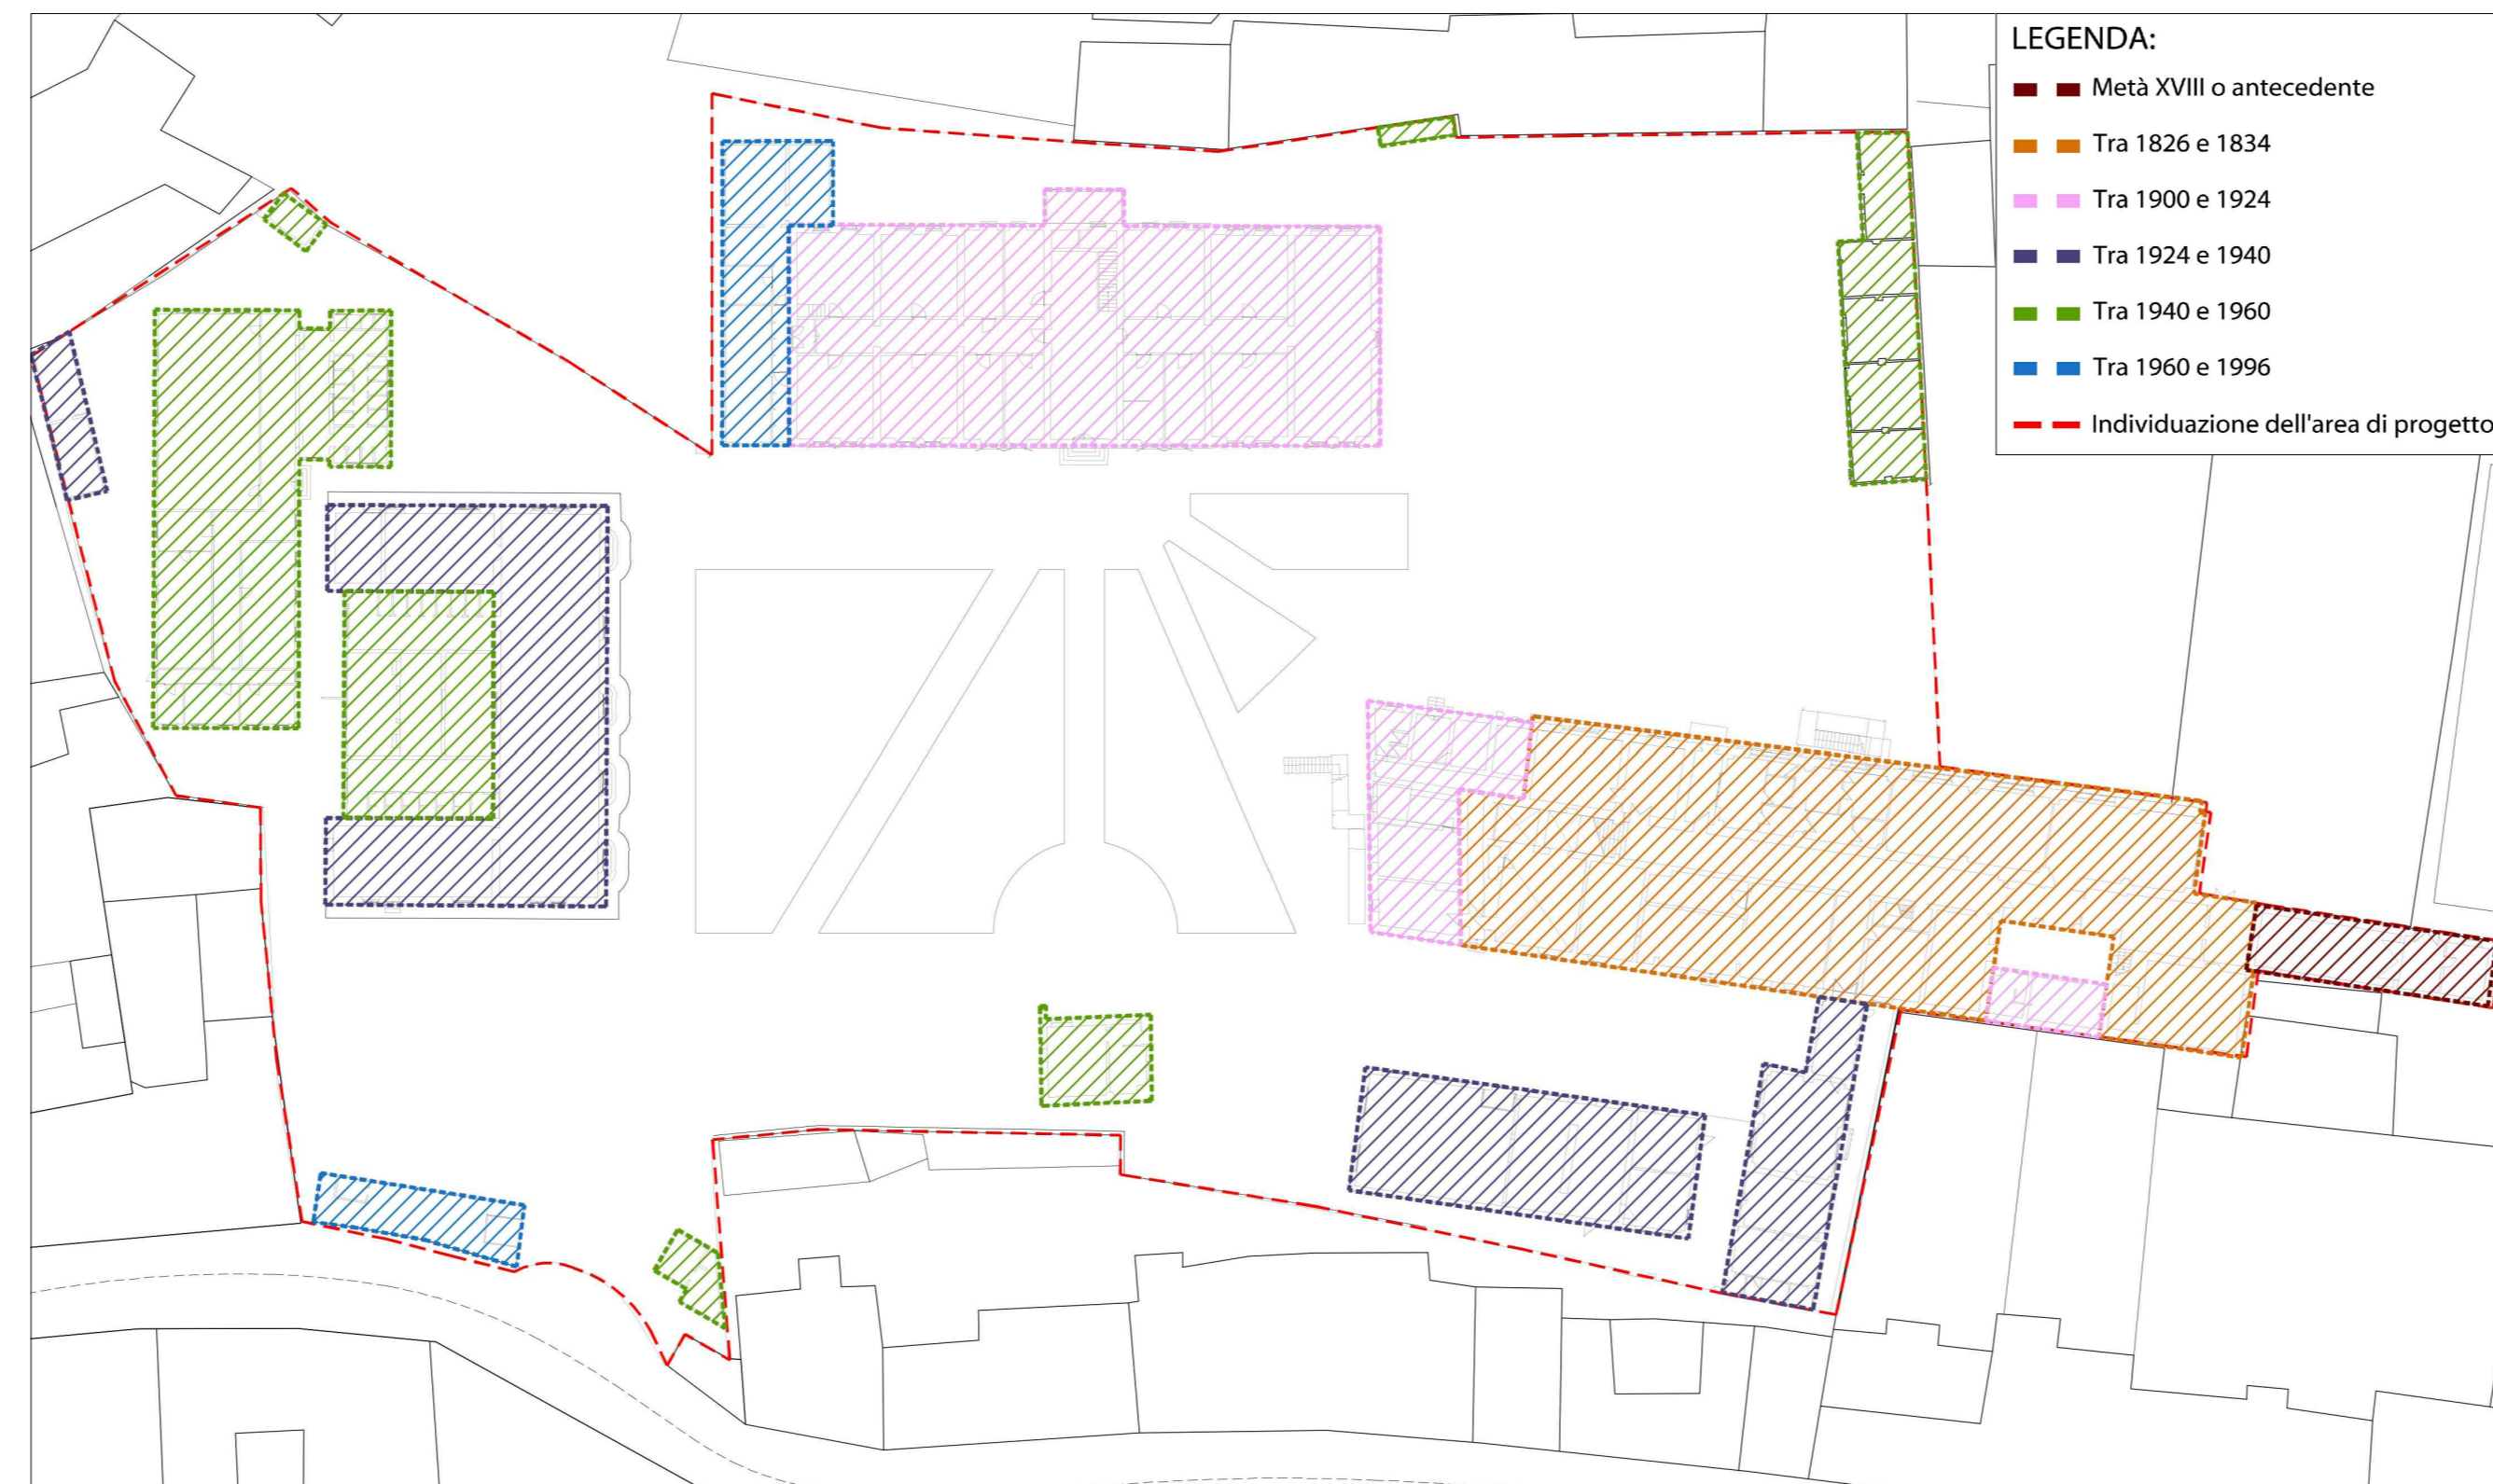 LEGENDA:
Metà XVIII o antecedente
Tra 1826 e 1834
Tra 1900 e 1924
Tra 1924 e 1940
Tra 1940 e 1960
Tra 1960 e 1996
Individuazione dell'area di progetto